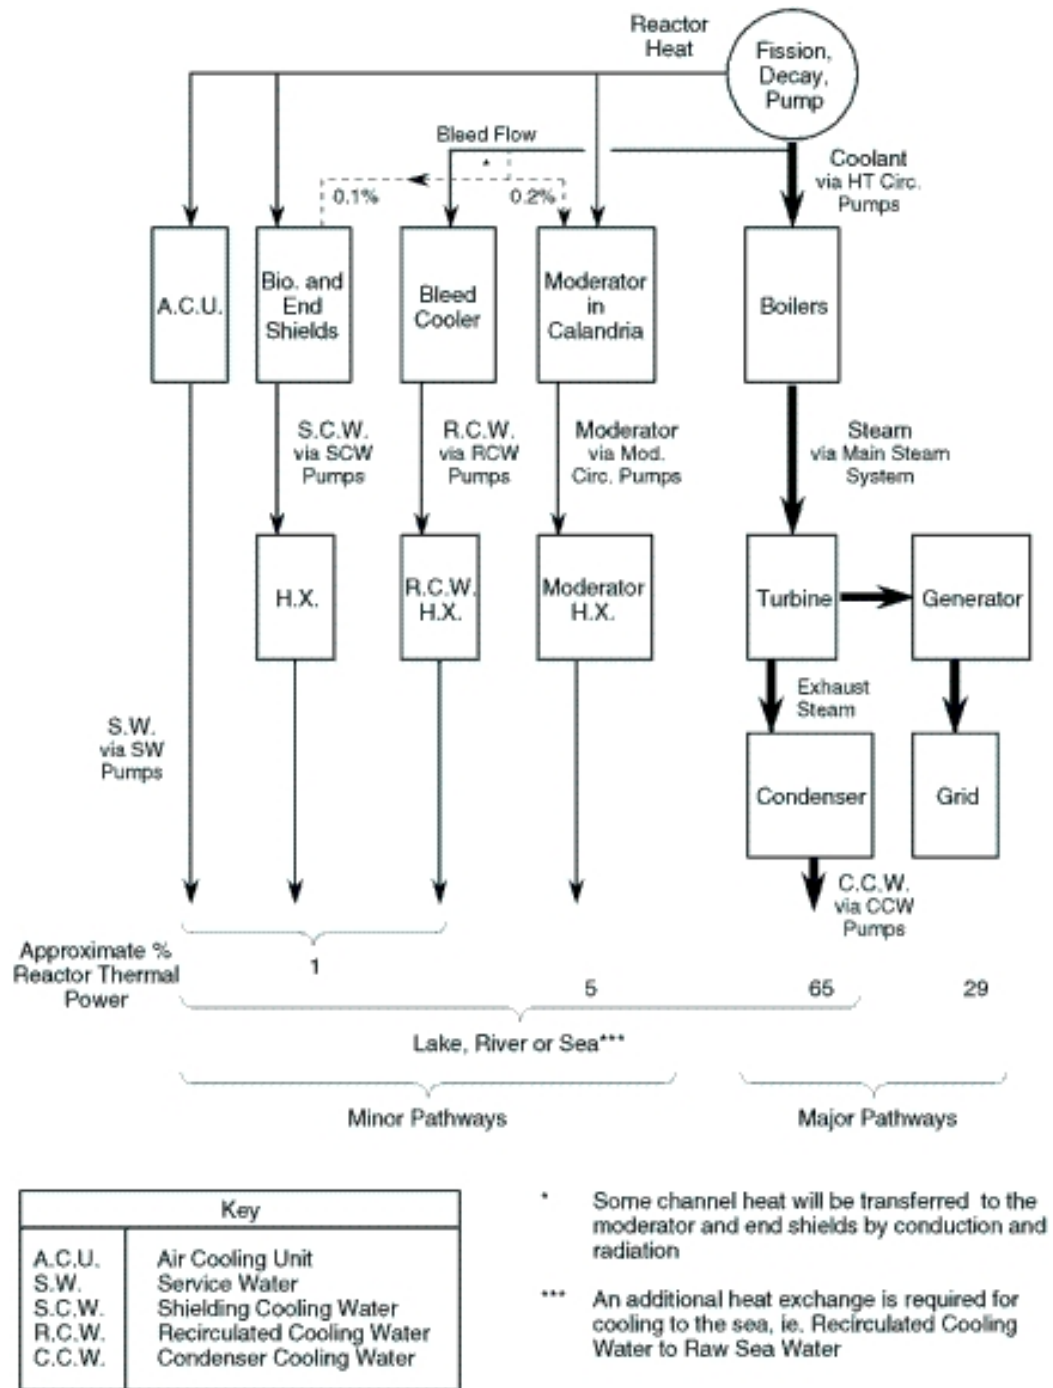 Reactor
Heat
Fission,
Decay,
Pump
Bleed Flow
*
0.1%
0.2%
Coolant
via HT Circ.
Pumps
A.C.U.
Bio. and
End
Shields
Bleed
Cooler
Moderator
in
Calandria
Boilers
S.C.W.
via SCW
Pumps
R.C.W.
via RCW
Pumps
Moderator
via Mod.
Circ. Pumps
Steam
via Main Steam
System
H.X.
R.C.W.
H.X.
Moderator
H.X.
Turbine
Generator
Exhaust
Steam
S.W.
via SW
Pumps
Condenser
Grid
C.C.W.
via CCW
Pumps
Approximate %
Reactor Thermal
Power
1
5
65
29
Lake, River or Sea***
Minor Pathways
Major Pathways
Key
A.C.U. Air Cooling Unit
S.W. Service Water
S.C.W. Shielding Cooling Water
R.C.W. Recirculated Cooling Water
C.C.W. Condenser Cooling Water
* Some channel heat will be transferred to the
moderator and end shields by conduction and
radiation
*** An additional heat exchange is required for
cooling to the sea, ie. Recirculated Cooling
Water to Raw Sea Water